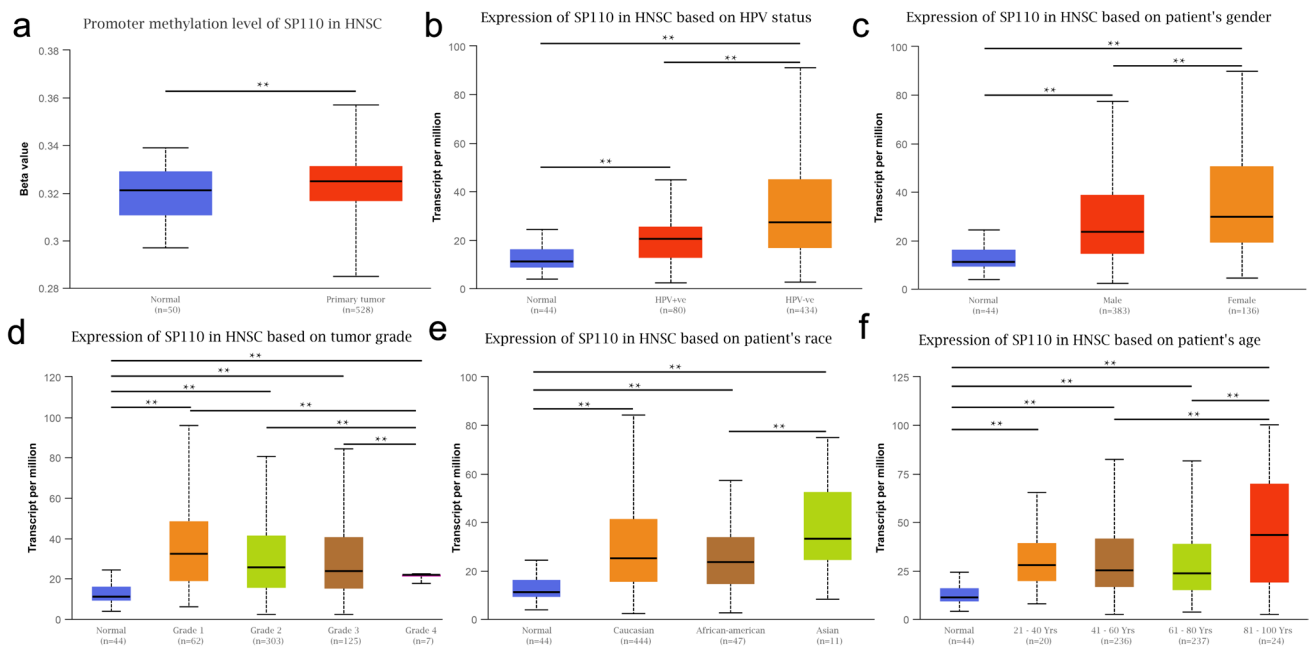 a
Promoter methylation level of SP110 in HNSC
Beta value
0.38
0.36
0.34
0.32
0.3
0.28
**
Normal
(n=50)
Primary tumor
(n=528)
b
Expression of SP110 in HNSC based on HPV status
Transcript per million
100
80
60
40
20
0
**
**
**
Normal
(n=44)
HPV+ve
(n=80)
HPV-ve
(n=434)
c
Expression of SP110 in HNSC based on patient's gender
Transcript per million
100
80
60
40
20
0
**
**
**
Normal
(n=44)
Male
(n=383)
Female
(n=136)
d
Expression of SP110 in HNSC based on tumor grade
Transcript per million
120
100
80
60
40
20
0
**
**
**
**
**
**
**
Normal
(n=44)
Grade 1
(n=62)
Grade 2
(n=303)
Grade 3
(n=125)
Grade 4
(n=7)
e
Expression of SP110 in HNSC based on patient's race
Transcript per million
100
80
60
40
20
0
**
**
**
**
Normal
(n=44)
Caucasian
(n=444)
African-american
(n=47)
Asian
(n=11)
f
Expression of SP110 in HNSC based on patient's age
Transcript per million
125
100
75
50
25
0
**
**
**
**
**
**
Normal
(n=44)
21 - 40 Yrs
(n=20)
41 - 60 Yrs
(n=236)
61 - 80 Yrs
(n=237)
81 - 100 Yrs
(n=24)